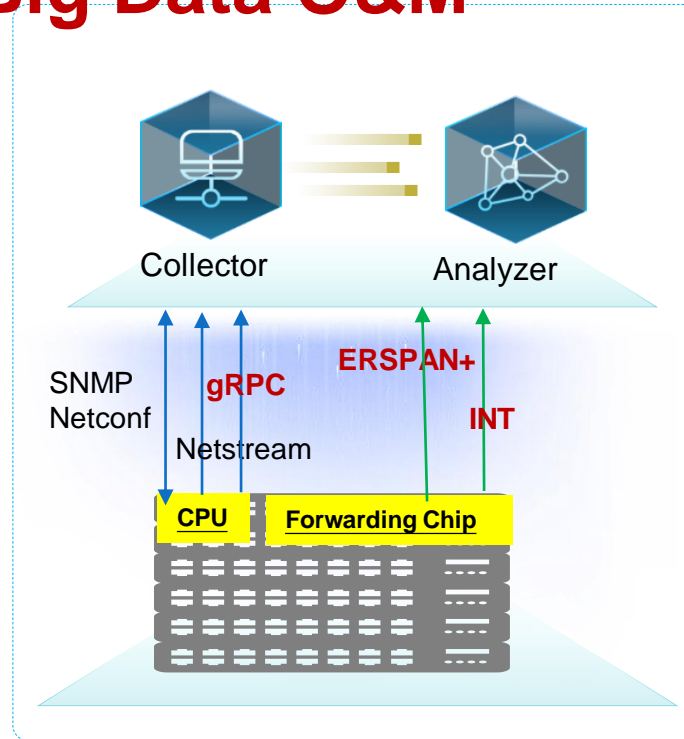 Big Data O&M
Collector
Analyzer
ERSPAN+
SNMP
gRPC
Netconf
INT
Netstream
CPU
Forwarding Chip